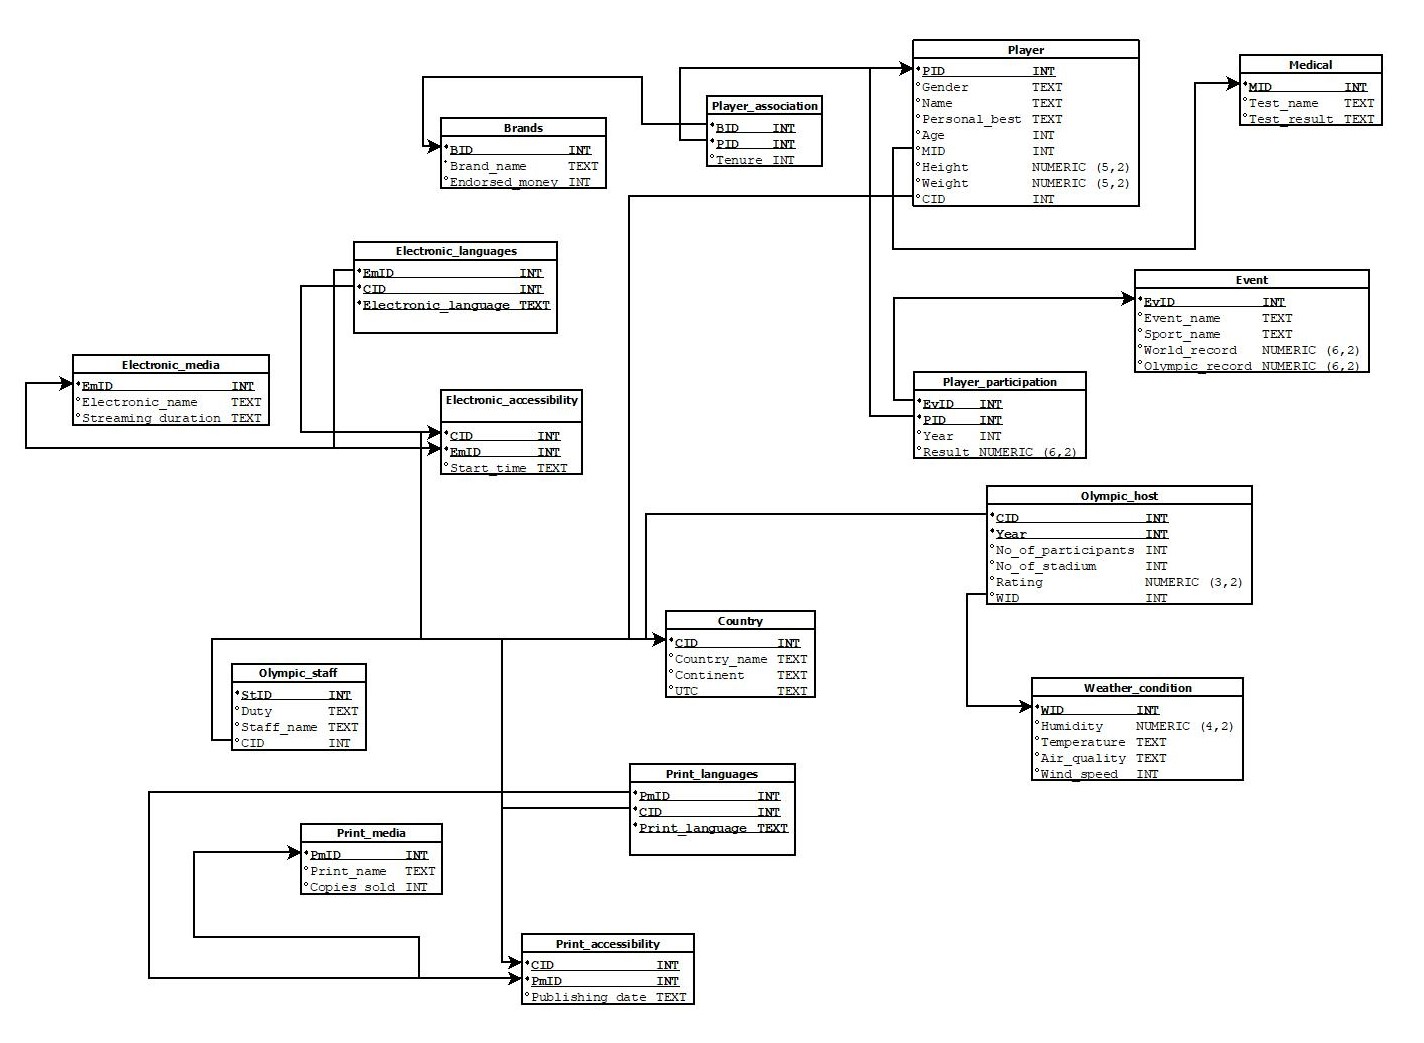 Player
PID INT
Gender TEXT
Name TEXT
Personal_best TEXT
Age INT
MID INT
Height NUMERIC (5,2)
Weight NUMERIC (5,2)
CID INT
Medical
MID INT
Test_name TEXT
Test_result TEXT
Player_association
BID INT
PID INT
Tenure INT
Brands
BID INT
Brand_name TEXT
Endorsed_money INT
Electronic_languages
EmID INT
CID INT
Electronic_language TEXT
Event
EvID INT
Event_name TEXT
Sport_name TEXT
World_record NUMERIC (6,2)
Olympic_record NUMERIC (6,2)
Electronic_media
EmID INT
Electronic_name TEXT
Streaming_duration TEXT
Electronic_accessibility
CID INT
EmID INT
Start_time TEXT
Player_participation
EvID INT
PID INT
Year INT
Result NUMERIC (6,2)
Olympic_host
CID INT
Year INT
No_of_participants INT
No_of_stadium INT
Rating NUMERIC (3,2)
WID INT
Country
CID INT
Country_name TEXT
Continent TEXT
UTC TEXT
Olympic_staff
StID INT
Duty TEXT
Staff_name TEXT
CID INT
Weather_condition
WID INT
Humidity NUMERIC (4,2)
Temperature TEXT
Air_quality TEXT
Wind_speed INT
Print_languages
PmID INT
CID INT
Print_language TEXT
Print_media
PmID INT
Print_name TEXT
Copies_sold INT
Print_accessibility
CID INT
PmID INT
Publishing_date TEXT